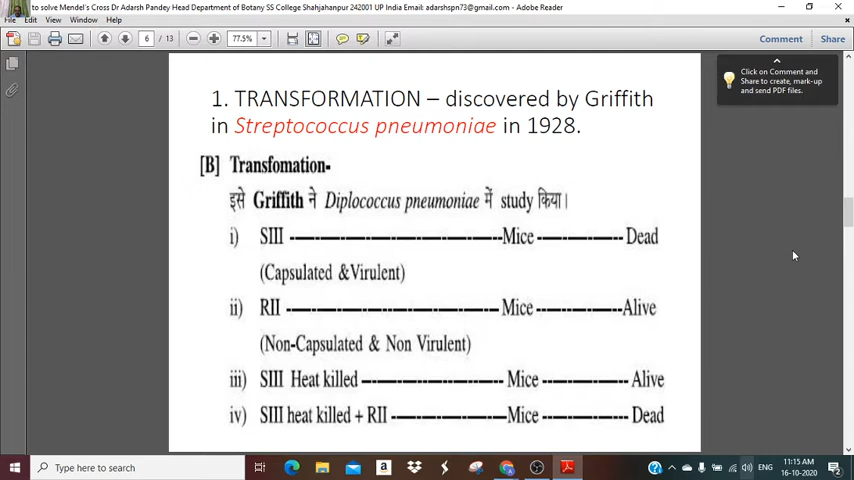 to solve Mendel's Cross Dr Adarsh Pandey Head Department of Botany SS College Shahjahanpur 242001 UP India Email: adarshspn73@gmail.com - Adobe Reader
File Edit View Window Help
6 / 13 77.5% Comment Share
Click on Comment and
Share to create, mark-up
and send PDF files.
1. TRANSFORMATION – discovered by Griffith
in Streptococcus pneumoniae in 1928.
[B] Transfomation-
इसे Griffith ने Diplococcus pneumoniae में study किया।
i) SIII ----------------------------------Mice -------------- Dead
(Capsulated &Virulent)
ii) RII ---------------------------------- Mice --------------Alive
(Non-Capsulated & Non Virulent)
iii) SIII Heat killed ----------------------- Mice -------------- Alive
iv) SIII heat killed + RII -------------------Mice -------------- Dead
Type here to search
ENG
11:15 AM
16-10-2020
2